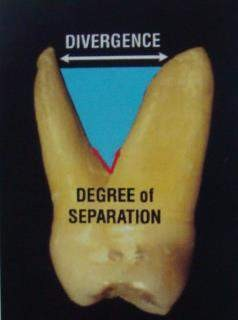 DIVERGENCE
DEGREE of
SEPARATION